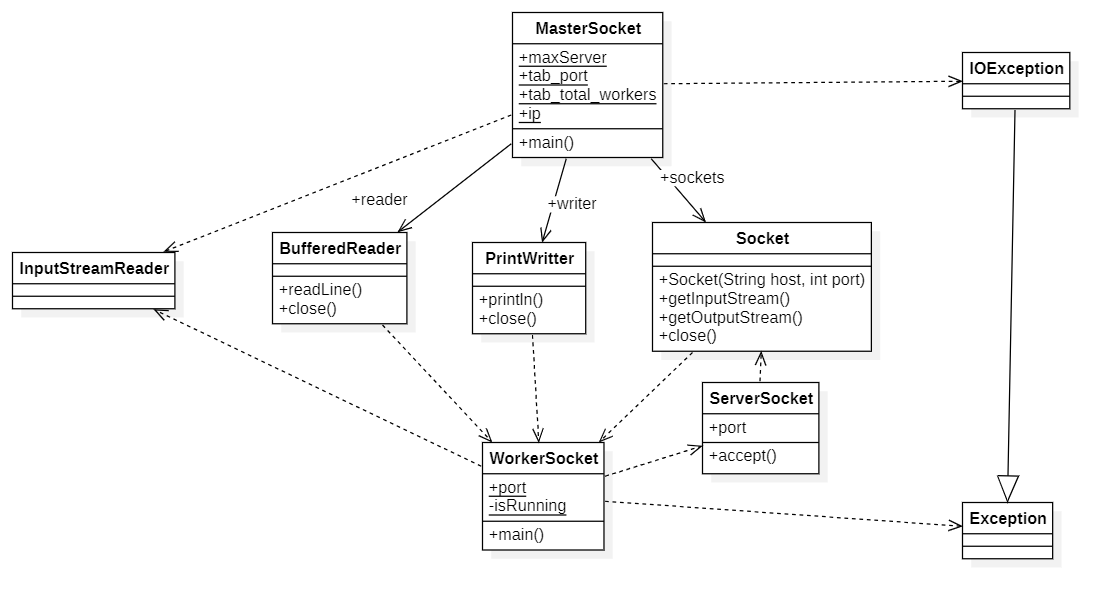 MasterSocket
+maxServer
+tab_port
+tab_total_workers
+ip
+main()
IOException
+reader
+writer
+sockets
InputStreamReader
BufferedReader
+readLine()
+close()
PrintWritter
+println()
+close()
Socket
+Socket(String host, int port)
+getInputStream()
+getOutputStream()
+close()
ServerSocket
+port
+accept()
WorkerSocket
+port
-isRunning
+main()
Exception